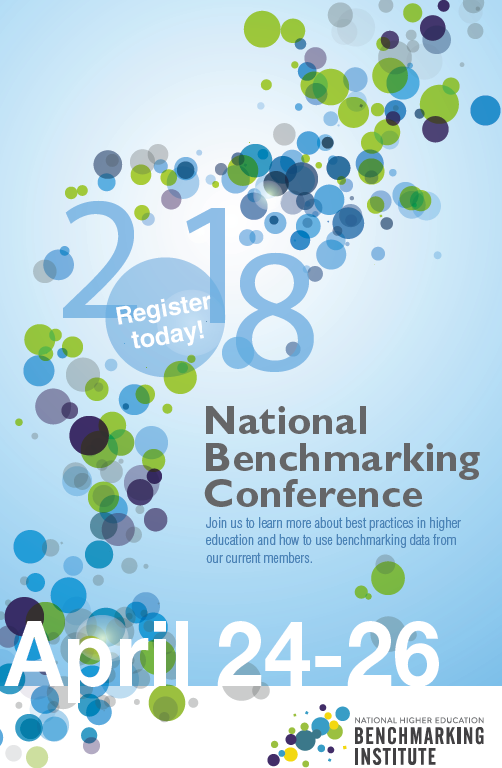 2018
Register
today!
National
Benchmarking
Conference
Join us to learn more about best practices in higher
education and how to use benchmarking data from
our current members.
April 24-26
NATIONAL HIGHER EDUCATION
BENCHMARKING
INSTITUTE